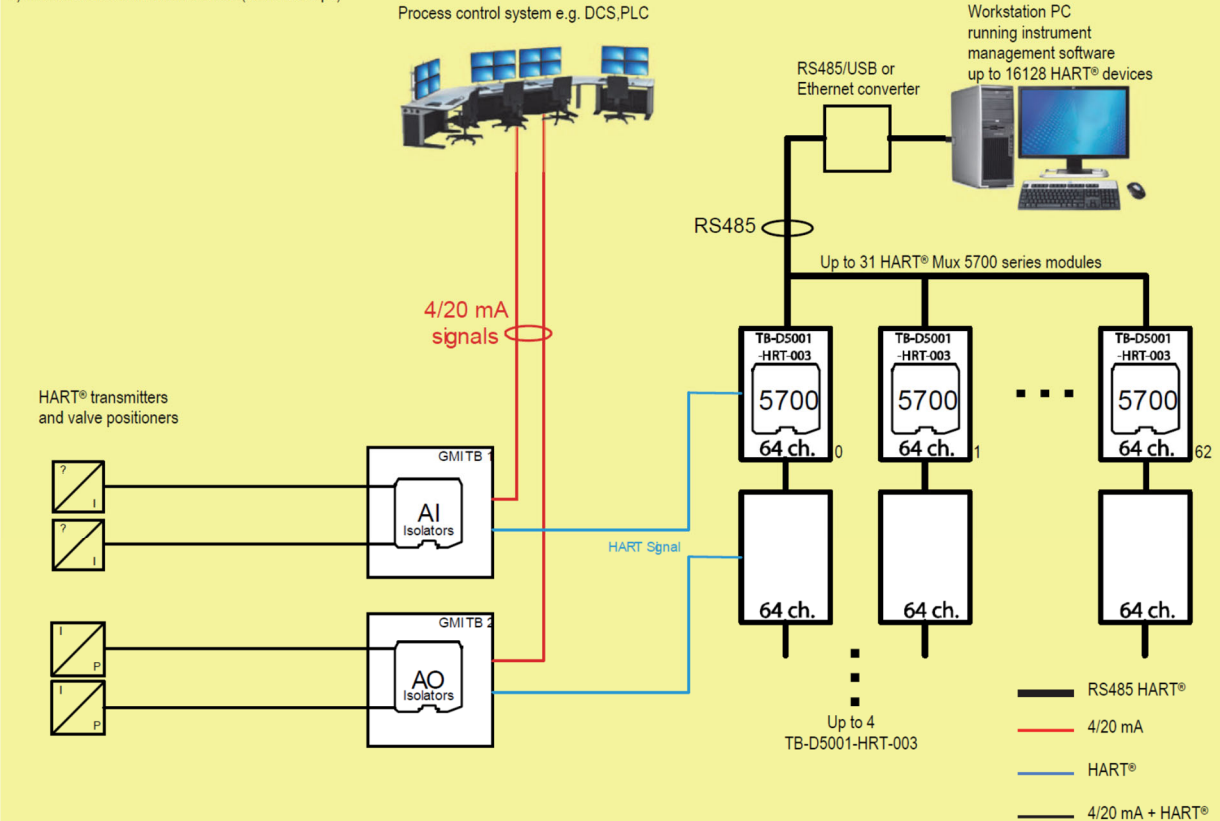 Process control system e.g. DCS,PLC
Workstation PC
running instrument
management software
up to 16128 HART® devices
RS485/USB or
Ethernet converter
RS485
Up to 31 HART® Mux 5700 series modules
4/20 mA
signals
TB-D5001
-HRT-003
5700
64 ch.
0
TB-D5001
-HRT-003
5700
64 ch.
1
TB-D5001
-HRT-003
5700
64 ch.
62
HART® transmitters
and valve positioners
? I
? I
GMITB 1
AI
Isolators
HART Signal
64 ch.
64 ch.
64 ch.
I P
I P
GMITB 2
AO
Isolators
Up to 4
TB-D5001-HRT-003
RS485 HART®
4/20 mA
HART®
4/20 mA + HART®